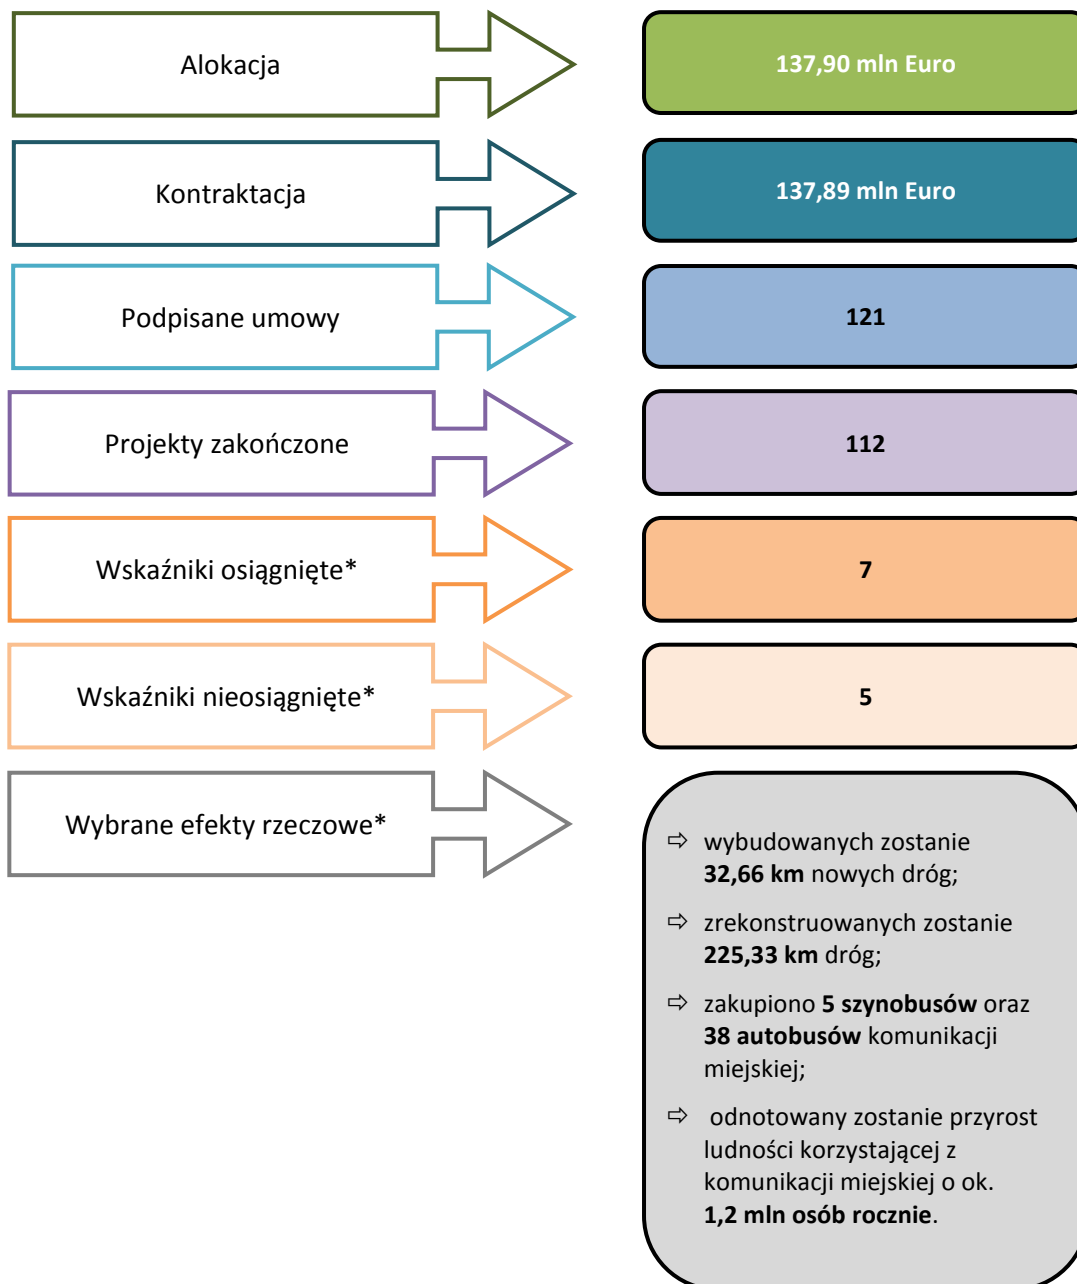 Alokacja
137,90 mln Euro
Kontraktacja
137,89 mln Euro
Podpisane umowy
121
Projekty zakończone
112
Wskaźniki osiągnięte*
7
Wskaźniki nieosiągnięte*
5
Wybrane efekty rzeczowe*
⇨ wybudowanych zostanie
32,66 km nowych dróg;
⇨ zrekonstruowanych zostanie
225,33 km dróg;
⇨ zakupiono 5 szynobusów oraz
38 autobusów komunikacji
miejskiej;
⇨ odnotowany zostanie przyrost
ludności korzystającej z
komunikacji miejskiej o ok.
1,2 mln osób rocznie.